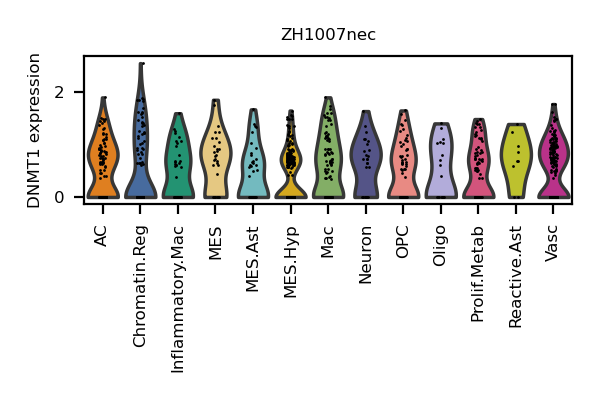 ZH1007nec
DNMT1 expression
2
0
AC
Chromatin.Reg
Inflammatory.Mac
MES
MES.Ast
MES.Hyp
Mac
Neuron
OPC
Oligo
Prolif.Metab
Reactive.Ast
Vasc